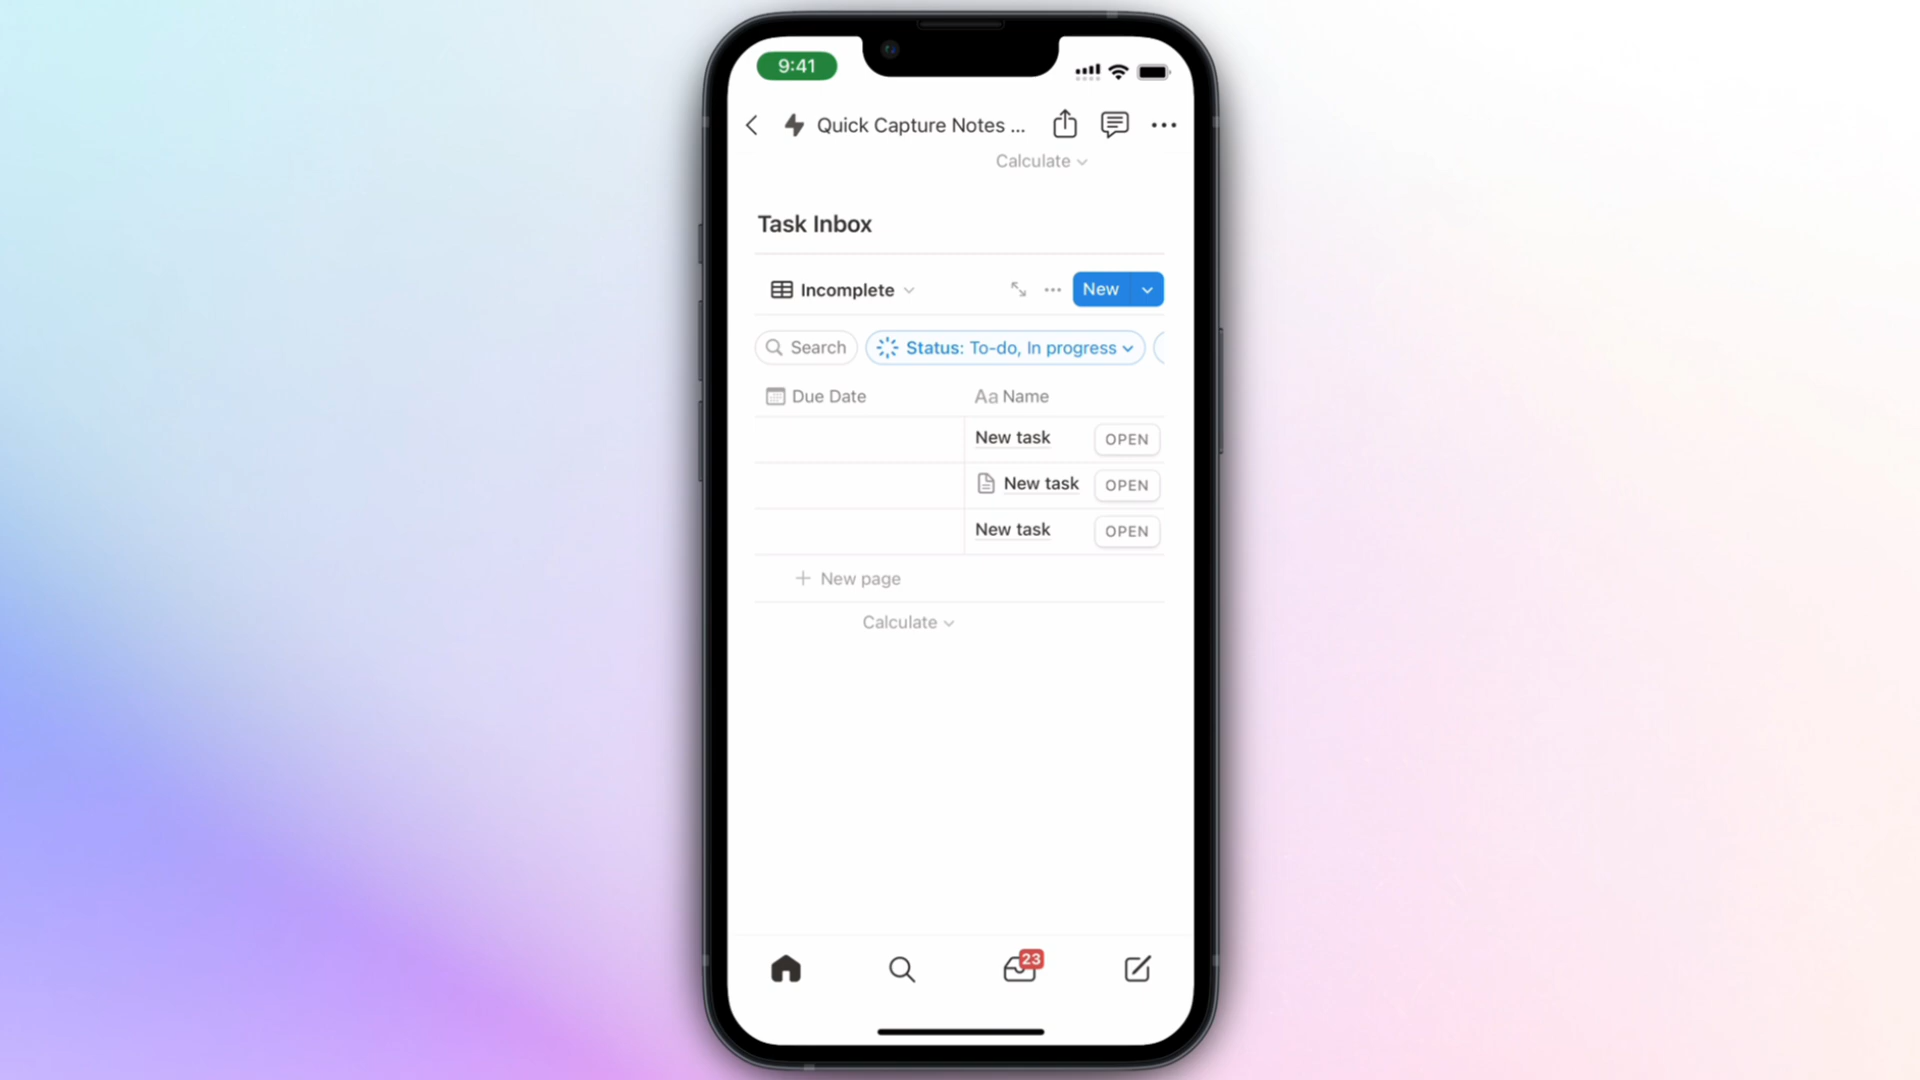 9:41
Quick Capture Notes ...
Calculate
Task Inbox
Incomplete
New
Search
Status: To-do, In progress
Due Date
Aa Name
New task OPEN
New task OPEN
New task OPEN
+ New page
Calculate
23